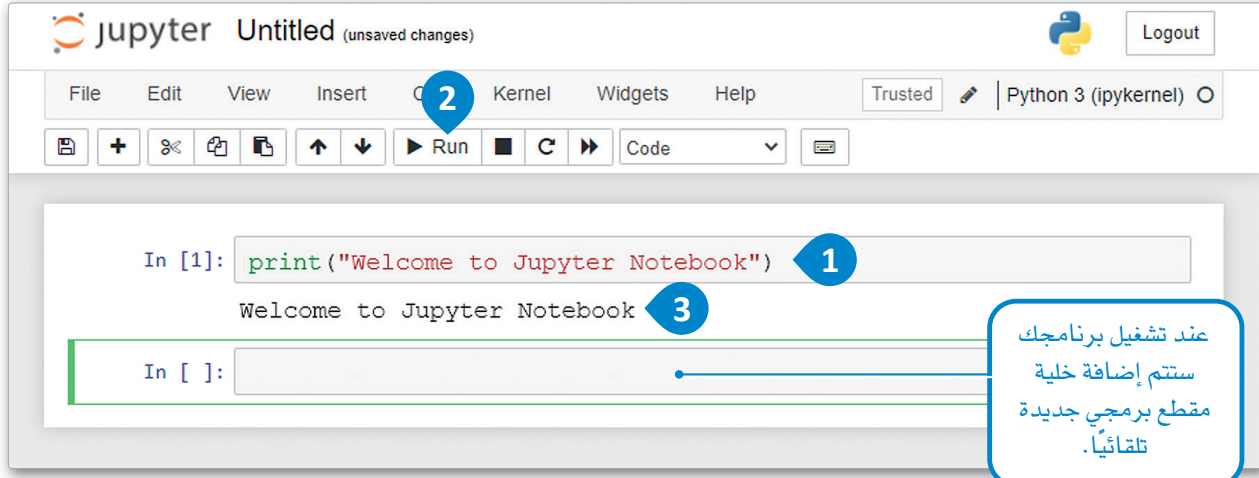 jupyter Untitled (unsaved changes) Logout
File Edit View Insert Kernel Widgets Help Trusted Python 3 (ipykernel)
2
Run Code
In [1]: print("Welcome to Jupyter Notebook") 1
Welcome to Jupyter Notebook 3
In [ ]:
عند تشغيل برنامجك
ستتم إضافة خلية
مقطع برمجي جديدة
تلقائيًا.